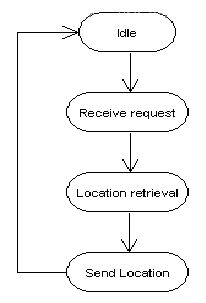 Idle
Receive request
Location retrieval
Send Location